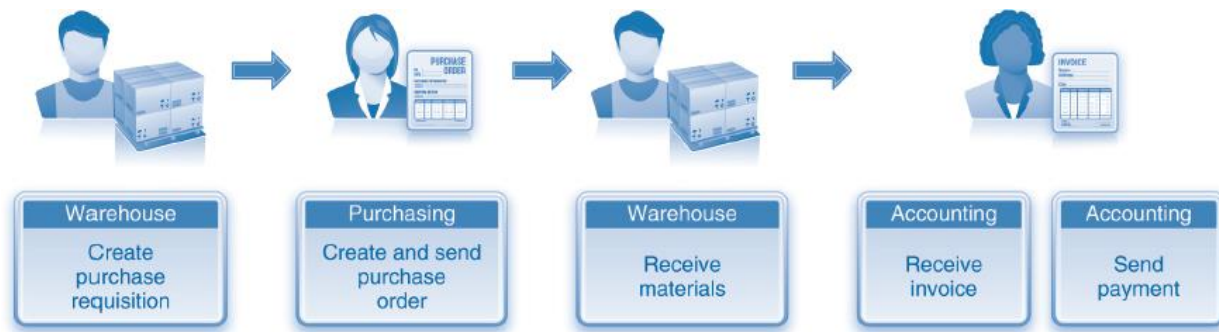 PURCHASE
ORDER
INVOICE
Warehouse
Create
purchase
requisition
Purchasing
Create and send
purchase
order
Warehouse
Receive
materials
Accounting
Receive
invoice
Accounting
Send
payment